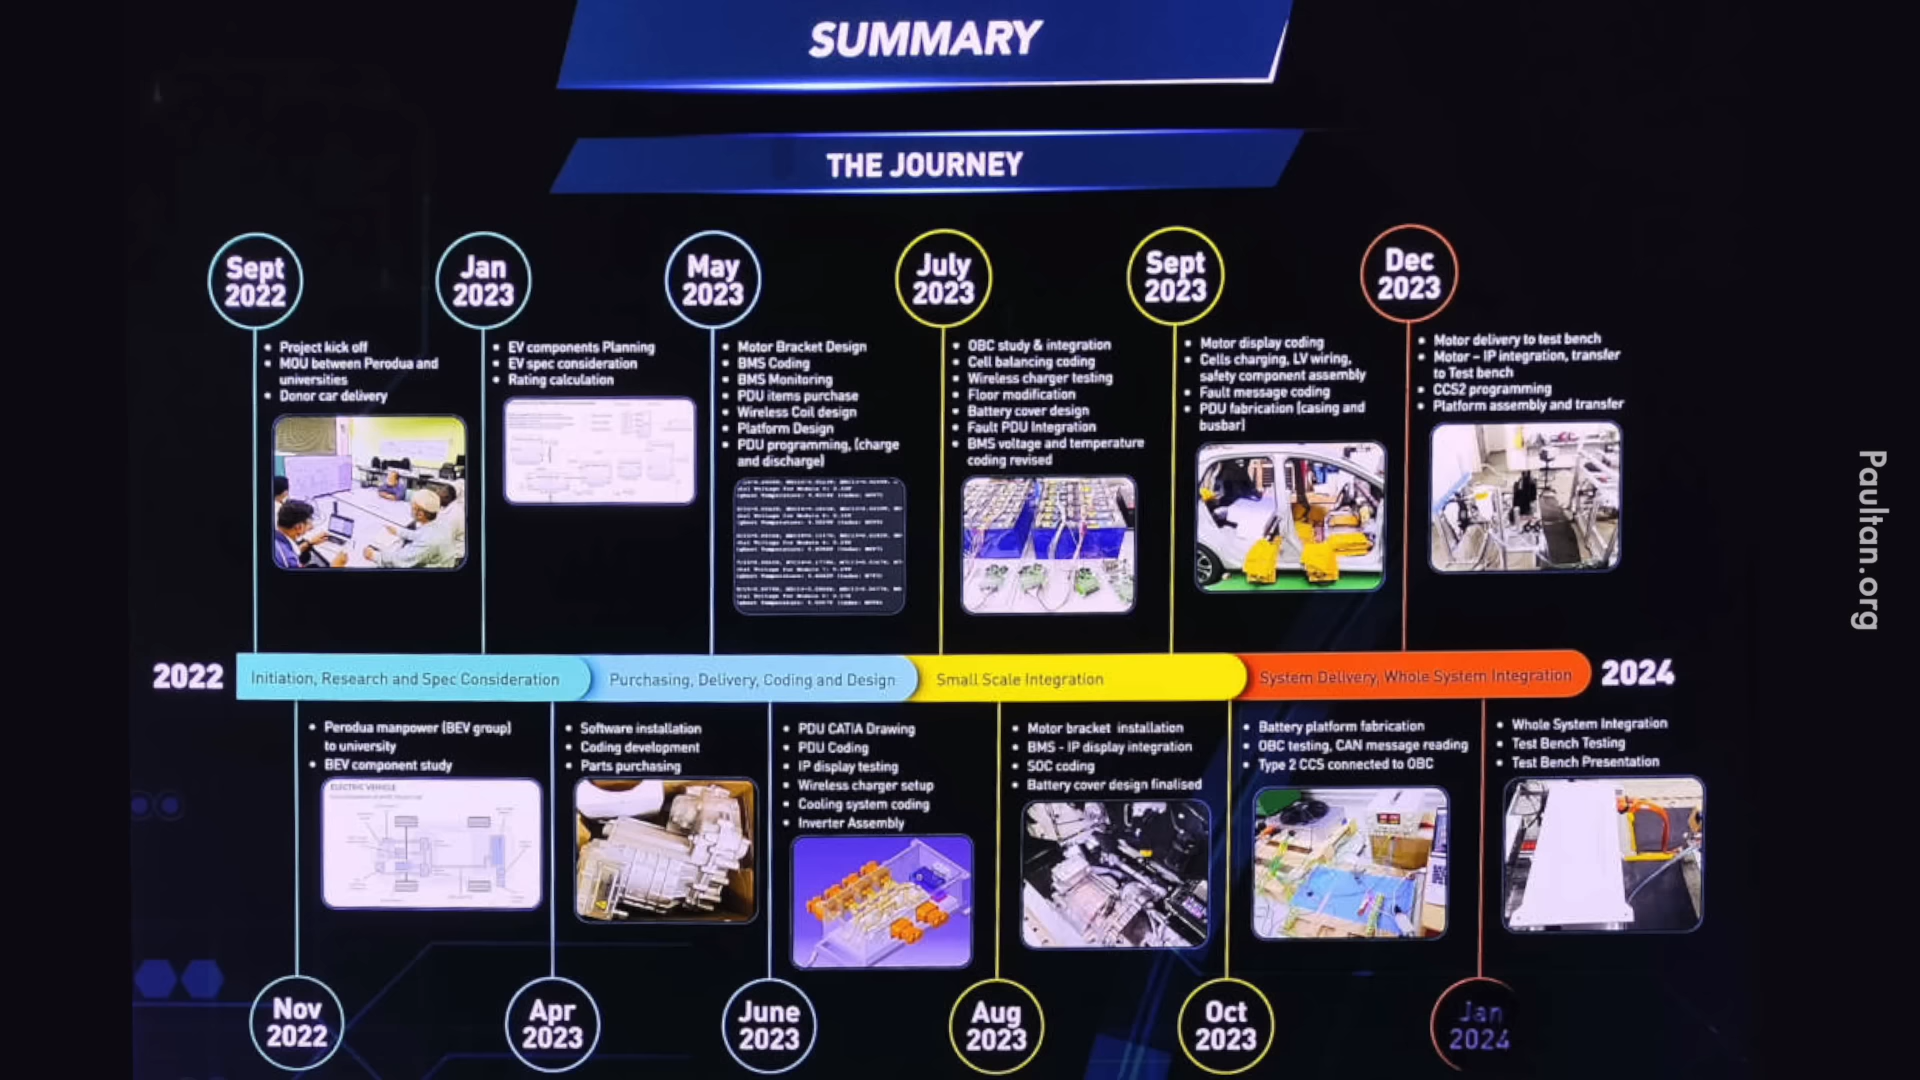 SUMMARY
THE JOURNEY
Sept
2022
• Project kick off
• MOU between Perodua and
universities
• Donor car delivery
Jan
2023
• EV components Planning
• EV spec consideration
• Rating calculation
May
2023
• Motor Bracket Design
• BMS Coding
• BMS Monitoring
• PDU items purchase
• Wireless Coil design
• Platform Design
• PDU programming, (charge
and discharge)
July
2023
• OBC study & integration
• Cell balancing coding
• Wireless charger testing
• Floor modification
• Battery cover design
• Fault PDU Integration
• BMS voltage and temperature
coding revised
Sept
2023
• Motor display coding
• Cells charging, LV wiring,
safety component assembly
• Fault message coding
• PDU fabrication (casing and
busbar)
Dec
2023
• Motor delivery to test bench
• Motor – IP integration, transfer
to Test bench
• CCS2 programming
• Platform assembly and transfer
2022
Initiation, Research and Spec Consideration
Purchasing, Delivery, Coding and Design
Small Scale Integration
System Delivery, Whole System Integration
2024
• Perodua manpower (BEV group)
to university
• BEV component study
ELECTRIC VEHICLE
Nov
2022
• Software installation
• Coding development
• Parts purchasing
Apr
2023
• PDU CATIA Drawing
• PDU Coding
• IP display testing
• Wireless charger setup
• Cooling system coding
• Inverter Assembly
June
2023
• Motor bracket installation
• BMS - IP display integration
• SOC coding
• Battery cover design finalised
Aug
2023
• Battery platform fabrication
• OBC testing, CAN message reading
• Type 2 CCS connected to OBC
Oct
2023
• Whole System Integration
• Test Bench Testing
• Test Bench Presentation
Jan
2024
Paultan.org